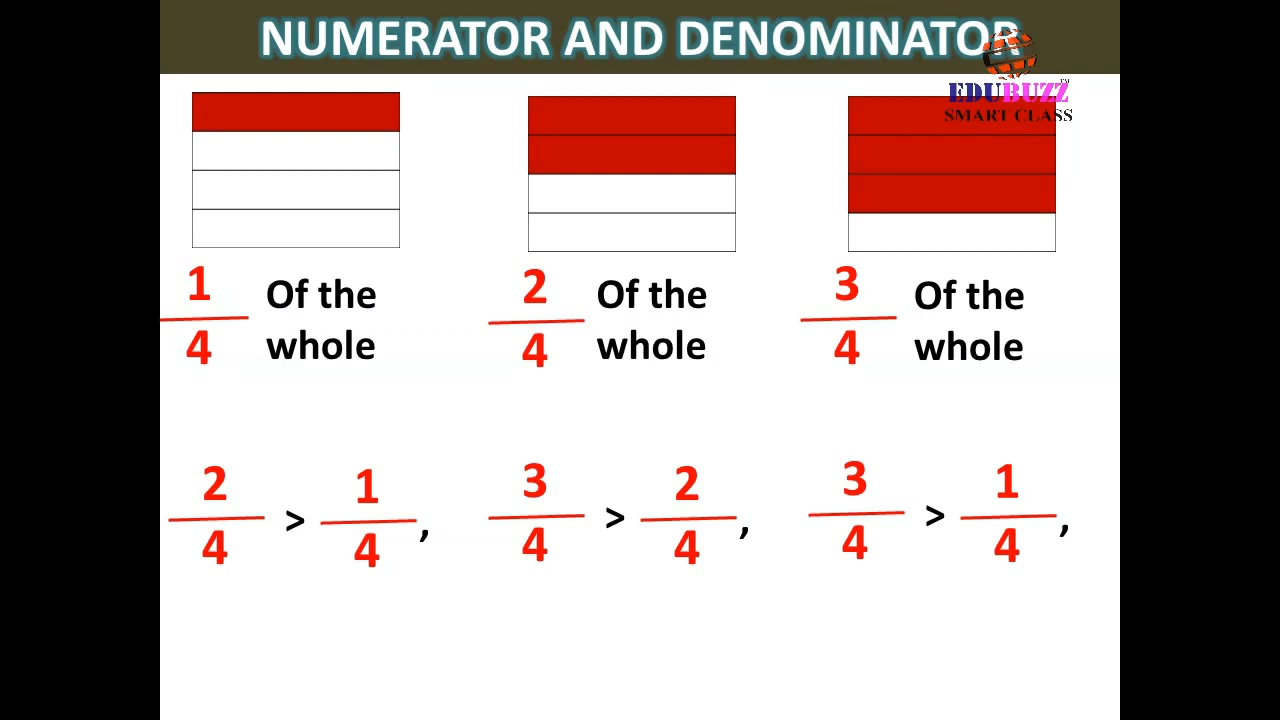 NUMERATOR AND DENOMINATOR
EDUBUZZ™
SMART CLASS
1/4 Of the
whole
2/4 Of the
whole
3/4 Of the
whole
2/4 > 1/4 , 3/4 > 2/4 , 3/4 > 1/4 ,